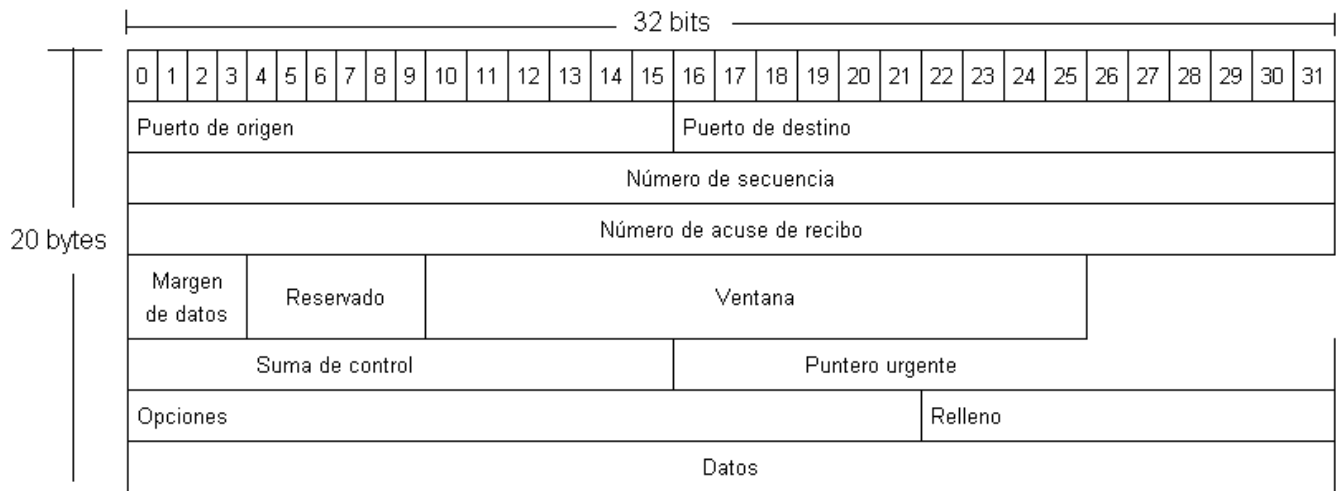 32 bits
0 1 2 3 4 5 6 7 8 9 10 11 12 13 14 15 16 17 18 19 20 21 22 23 24 25 26 27 28 29 30 31
Puerto de origen Puerto de destino
Número de secuencia
20 bytes
Número de acuse de recibo
Margen
de datos
Reservado
Ventana
Suma de control Puntero urgente
Opciones Relleno
Datos